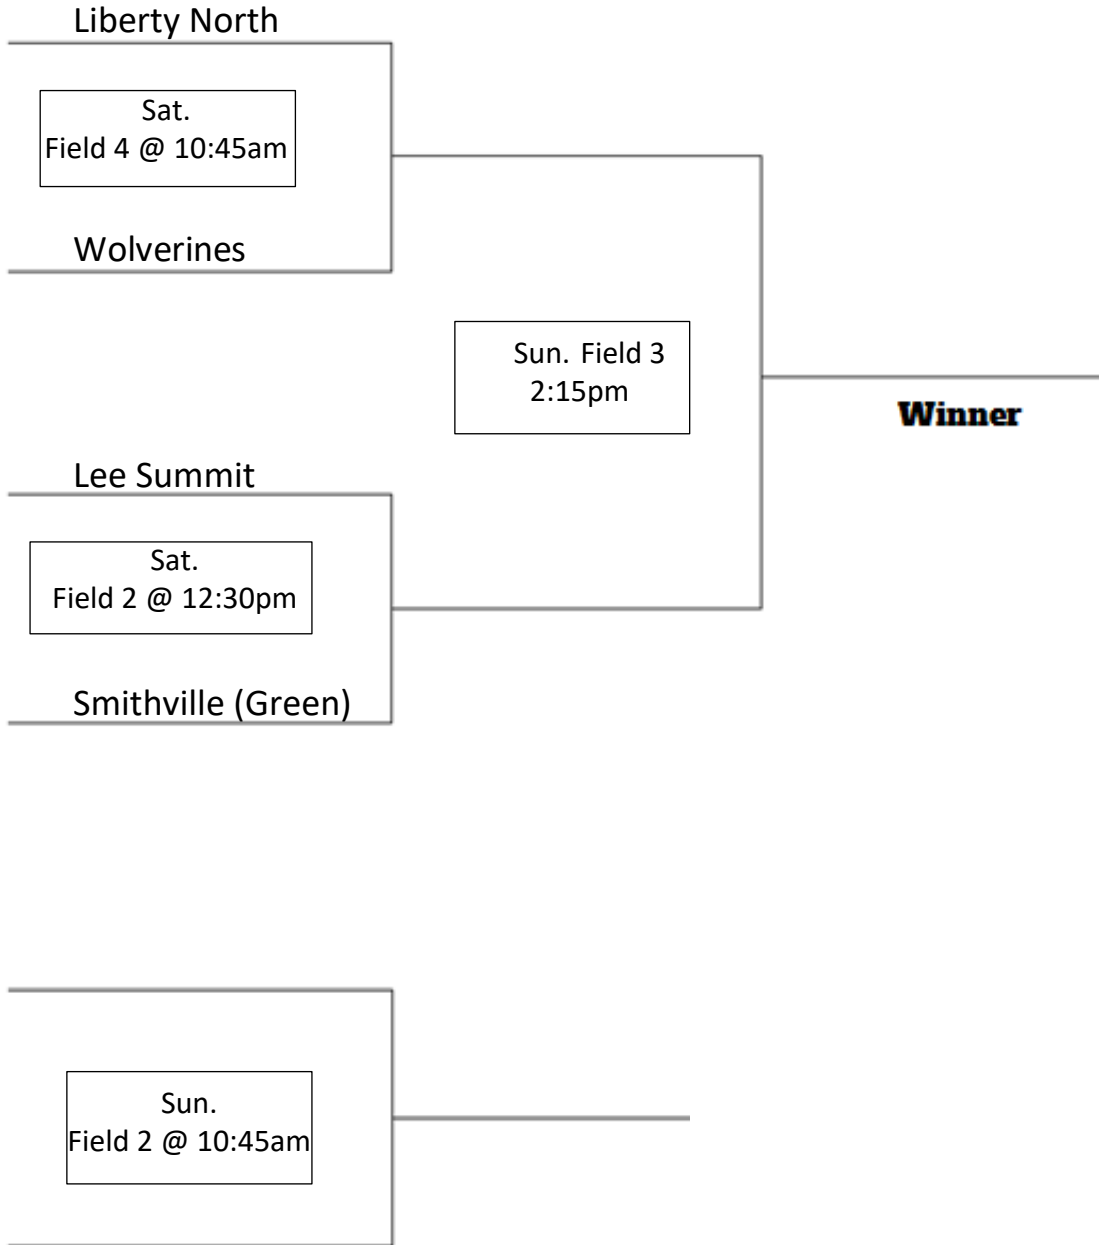 Liberty North
Sat.
Field 4 @ 10:45am
Wolverines
Sun. Field 3
2:15pm
Winner
Lee Summit
Sat.
Field 2 @ 12:30pm
Smithville (Green)
Sun.
Field 2 @ 10:45am